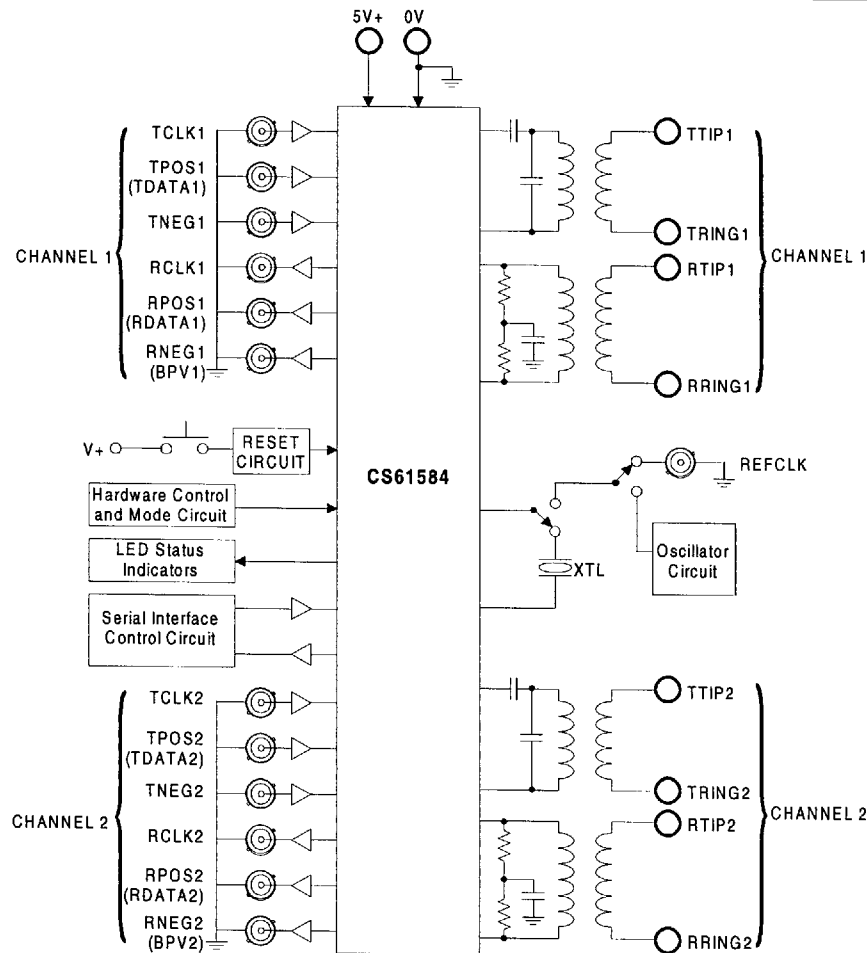 5V+ 0V
TCLK1
TPOS1
(TDATA1)
TNEG1
CHANNEL 1
RCLK1
RPOS1
(RDATA1)
RNEG1
(BPV1)
TTIP1
TRING1
CHANNEL 1
RTIP1
RRING1
V+
RESET
CIRCUIT
CS61584
REFCLK
Hardware Control
and Mode Circuit
LED Status
Indicators
Oscillator
Circuit
XTL
Serial Interface
Control Circuit
TCLK2
TPOS2
(TDATA2)
TNEG2
CHANNEL 2
RCLK2
RPOS2
(RDATA2)
RNEG2
(BPV2)
TTIP2
TRING2
CHANNEL 2
RTIP2
RRING2